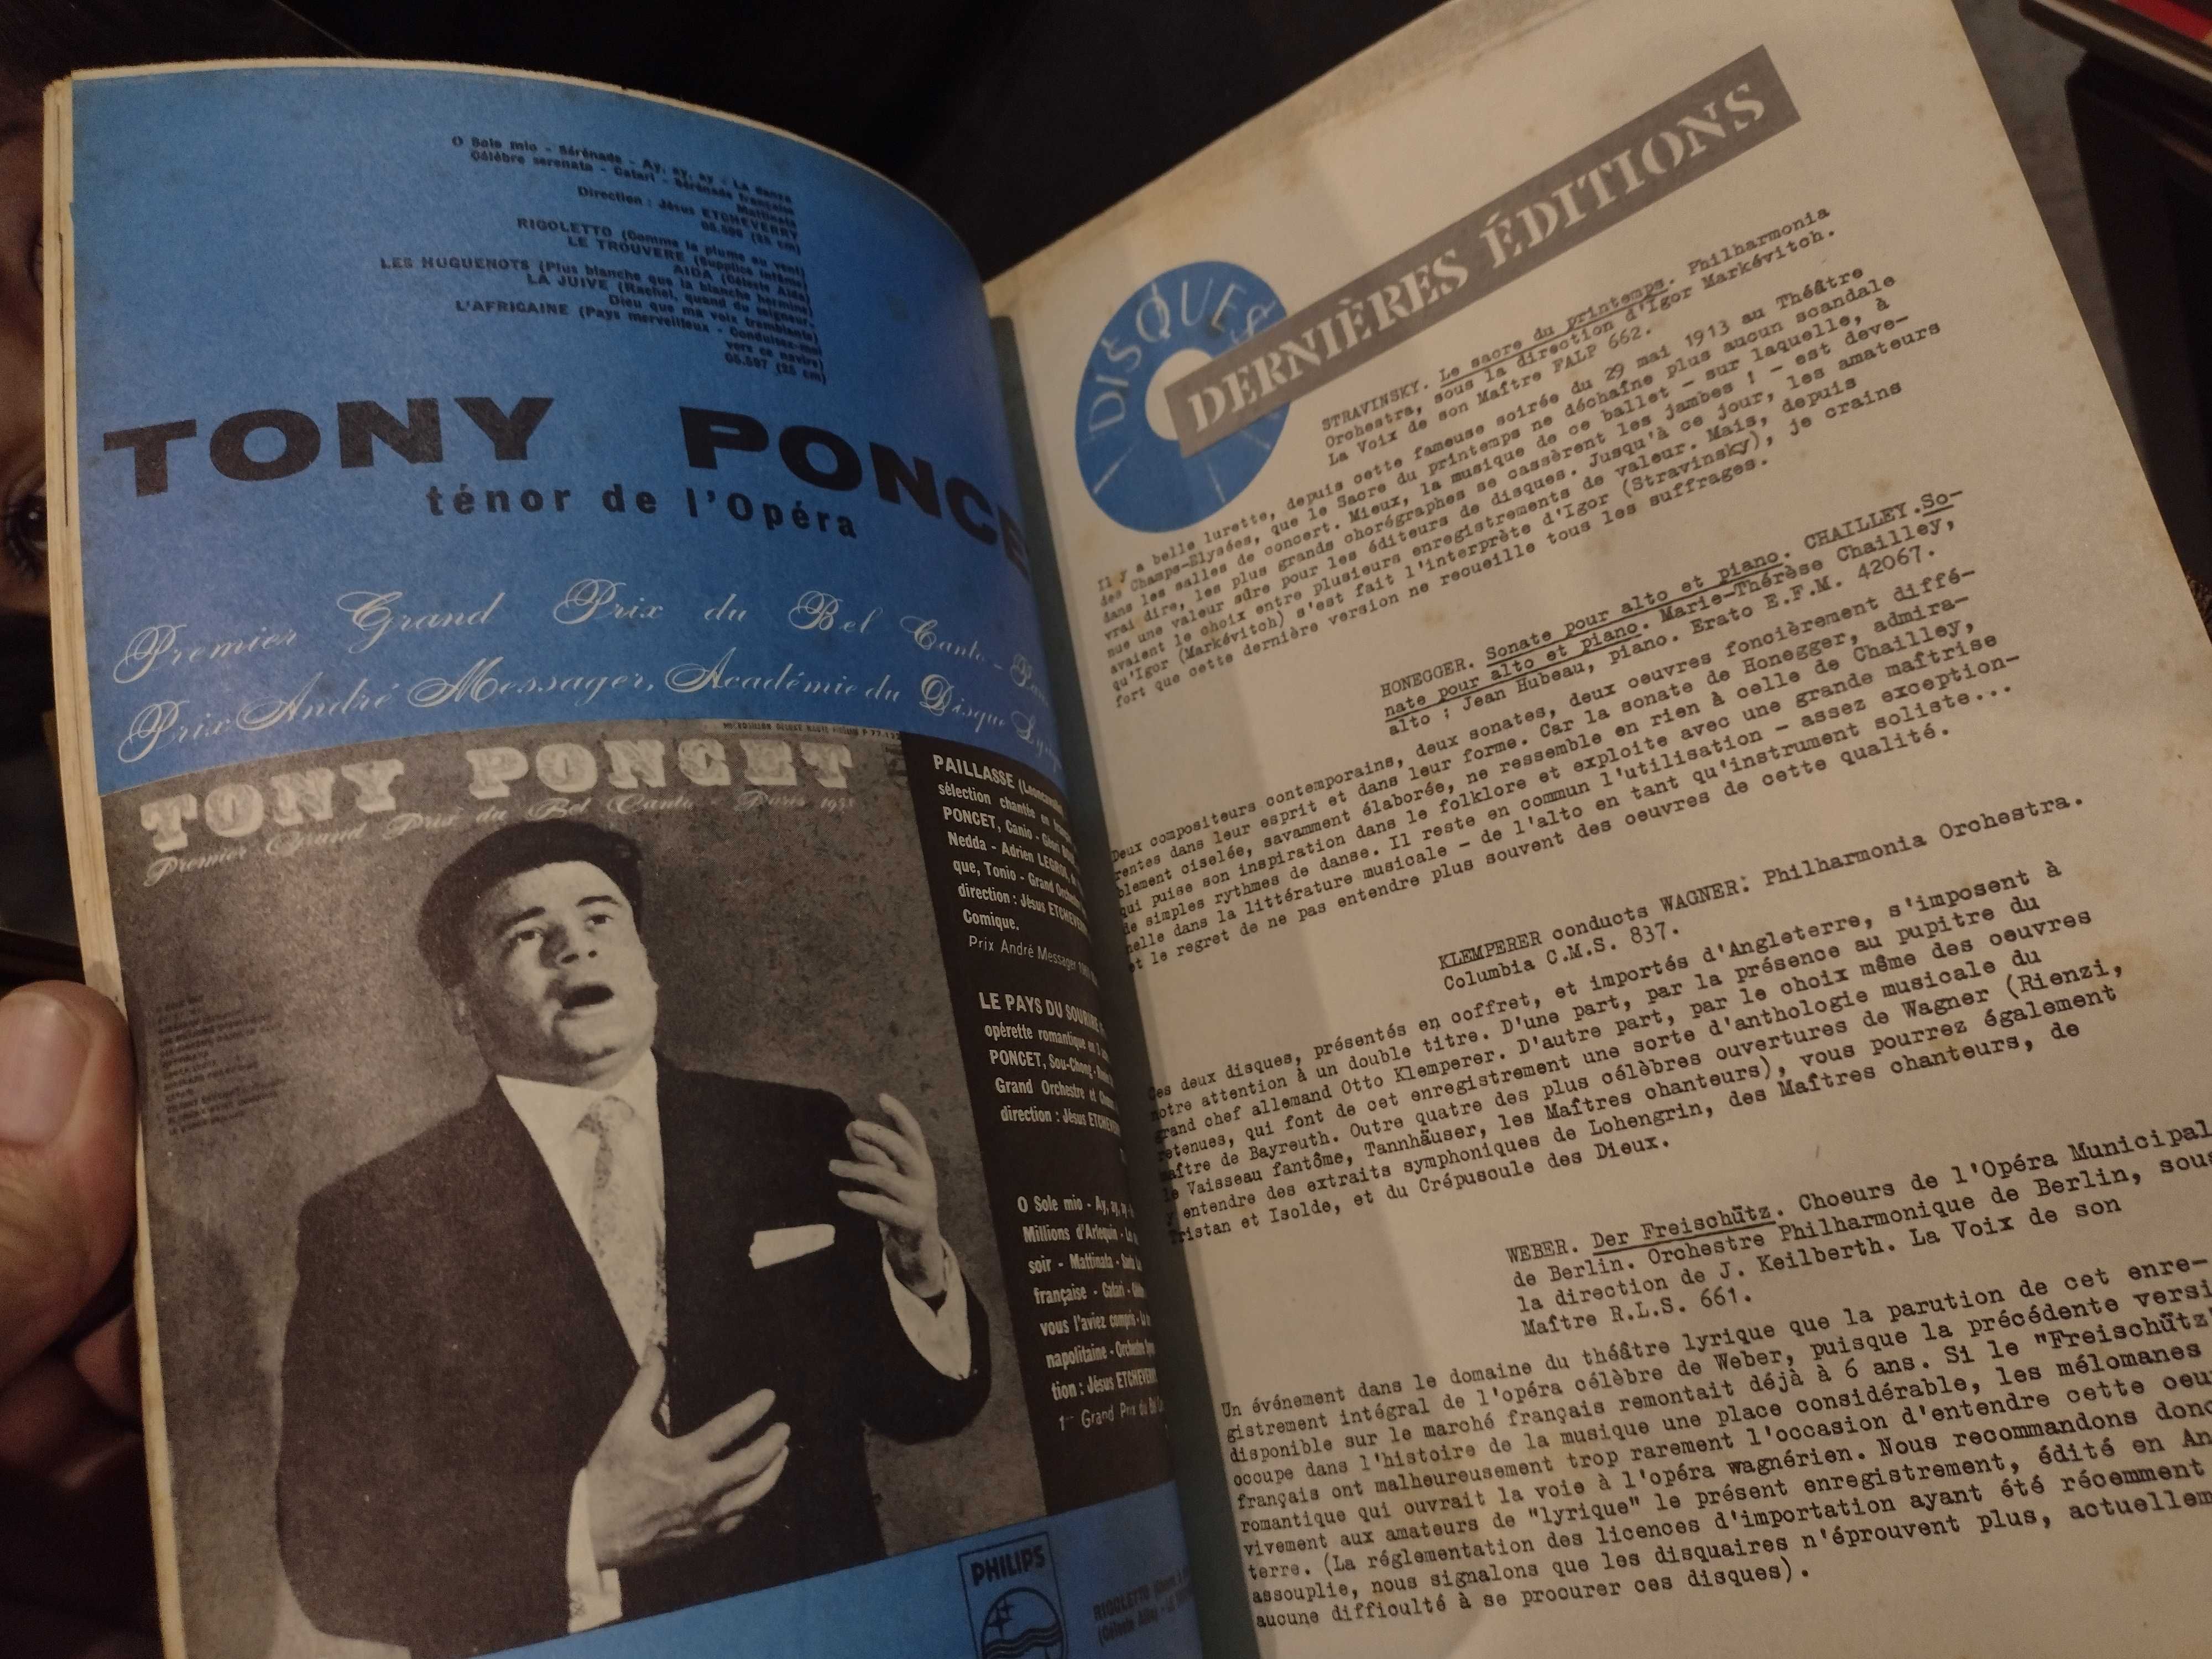 O Sole mio - Sérénade - Ay, ay, ay - La danza
Célèbre serenata - Catari - Sérénade française
Mattinata
Direction : Jésus ETCHEVERRY
05.596 (25 cm)
RIGOLETTO (Comme la plume au vent)
LE TROUVERE (Supplice infâme)
AIDA (Céleste Aïda)
LES HUGUENOTS (Plus blanche que la blanche hermine)
LA JUIVE (Rachel, quand du seigneur-
Dieu que ma voix tremblante)
L'AFRICAINE (Pays merveilleux - Conduisez-moi
vers ce navire)
05.597 (25 cm)
TONY PONCE
ténor de l'Opéra
Premier Grand Prix du Bel Canto -
Prix André Messager, Académie du Disque
TONY PONCET
Premier Grand Prix du Bel Canto - Paris
PAILLASSE
sélection chantée en
PONCET, Canio -
Nedda - Adrien LEGROS,
que, Tonio - Grand
direction : Jésus
Comique.
Prix André Messager
LE PAYS DU SOURIRE
opérette romantique en
PONCET, Sou-Chong -
Grand Orchestre et
direction : Jésus
O Sole mio - Ay, ay,
Millions d'Arlequin -
soir - Mattinata -
française - Catari -
vous l'aviez compris -
napolitaine -
tion : Jésus ETCHEVERRY
1er Grand Prix du
PHILIPS
RIGOLETTO
DISQUES
DERNIÈRES ÉDITIONS
STRAVINSKY. Le sacre du printemps. Philharmonia
Orchestra, sous la direction d'Igor Markévitch.
La Voix de son Maître FALP 662.
Il y a belle lurette, depuis cette fameuse soirée du 29 mai 1913 au Théâtre
des Champs-Elysées, que le Sacre du printemps ne déchaîne plus aucun scandale
dans les salles de concert. Mieux, la musique de ce ballet - sur laquelle, à
vrai dire, les plus grands chorégraphes se cassèrent les jambes ! - est deve-
nue une valeur sûre pour les éditeurs de disques. Jusqu'à ce jour, les amateurs
avaient le choix entre plusieurs enregistrements de valeur. Mais, depuis
qu'Igor (Markévitch) s'est fait l'interprète d'Igor (Stravinsky), je crains
fort que cette dernière version ne recueille tous les suffrages.
HONEGGER. Sonate pour alto et piano. CHAILLEY. So-
nate pour alto et piano. Marie-Thérèse Chailley,
alto ; Jean Hubeau, piano. Erato E.F.M. 42067.
Deux compositeurs contemporains, deux sonates, deux oeuvres foncièrement diffé-
rentes dans leur esprit et dans leur forme. Car la sonate de Honegger, admira-
blement ciselée, savamment élaborée, ne ressemble en rien à celle de Chailley,
qui puise son inspiration dans le folklore et exploite avec une grande maîtrise
de simples rythmes de danse. Il reste en commun l'utilisation - assez exception-
nelle dans la littérature musicale - de l'alto en tant qu'instrument soliste...
et le regret de ne pas entendre plus souvent des oeuvres de cette qualité.
KLEMPERER conducts WAGNER: Philharmonia Orchestra.
Columbia C.M.S. 837.
Ces deux disques, présentés en coffret, et importés d'Angleterre, s'imposent à
notre attention à un double titre. D'une part, par la présence au pupitre du
grand chef allemand Otto Klemperer. D'autre part, par le choix même des oeuvres
retenues, qui font de cet enregistrement une sorte d'anthologie musicale du
maître de Bayreuth. Outre quatre des plus célèbres ouvertures de Wagner (Rienzi,
le Vaisseau fantôme, Tannhäuser, les Maîtres chanteurs), vous pourrez également
y entendre des extraits symphoniques de Lohengrin, des Maîtres chanteurs, de
Tristan et Isolde, et du Crépuscule des Dieux.
WEBER. Der Freischütz. Choeurs de l'Opéra Municipal
de Berlin. Orchestre Philharmonique de Berlin, sous
la direction de J. Keilberth. La Voix de son
Maître R.L.S. 661.
Un événement dans le domaine du théâtre lyrique que la parution de cet enre-
gistrement intégral de l'opéra célèbre de Weber, puisque la précédente versi
disponible sur le marché français remontait déjà à 6 ans. Si le "Freischütz"
occupe dans l'histoire de la musique une place considérable, les mélomanes
français ont malheureusement trop rarement l'occasion d'entendre cette oeu
romantique qui ouvrait la voie à l'opéra wagnérien. Nous recommandons donc
vivement aux amateurs de "lyrique" le présent enregistrement, édité en An
terre. (La réglementation des licences d'importation ayant été récemment
assouplie, nous signalons que les disquaires n'éprouvent plus, actuellem
aucune difficulté à se procurer ces disques).